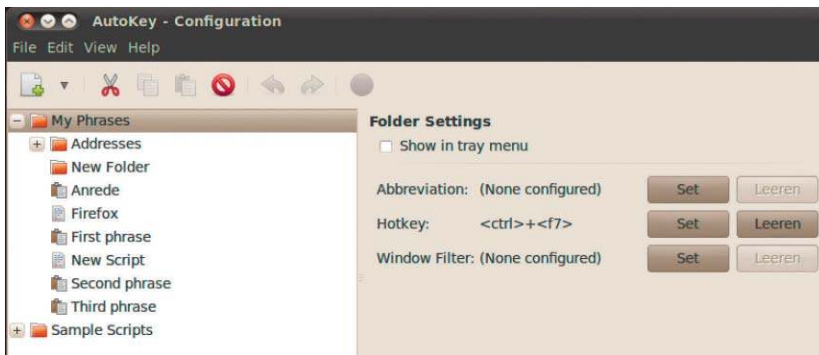 AutoKey - Configuration
File Edit View Help
My Phrases
Addresses
New Folder
Anrede
Firefox
First phrase
New Script
Second phrase
Third phrase
Sample Scripts
Folder Settings
Show in tray menu
Abbreviation: (None configured) Set Leeren
Hotkey: <ctrl>+<f7> Set Leeren
Window Filter: (None configured) Set Leeren